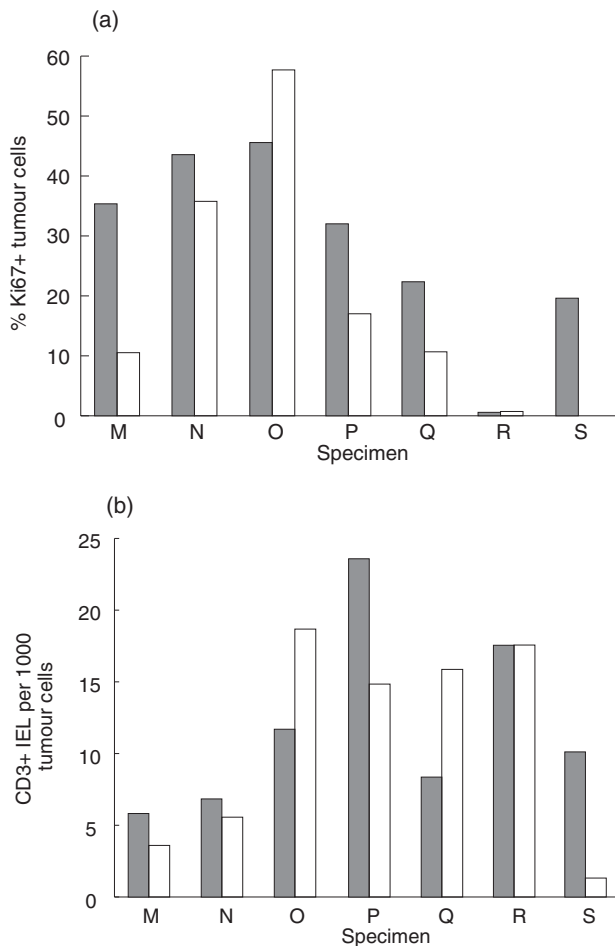 (a)
60
50
40
30
20
10
0
% Ki67+ tumour cells
M N O P Q R S
Specimen
(b)
25
20
15
10
5
0
CD3+ IEL per 1000
tumour cells
M N O P Q R S
Specimen